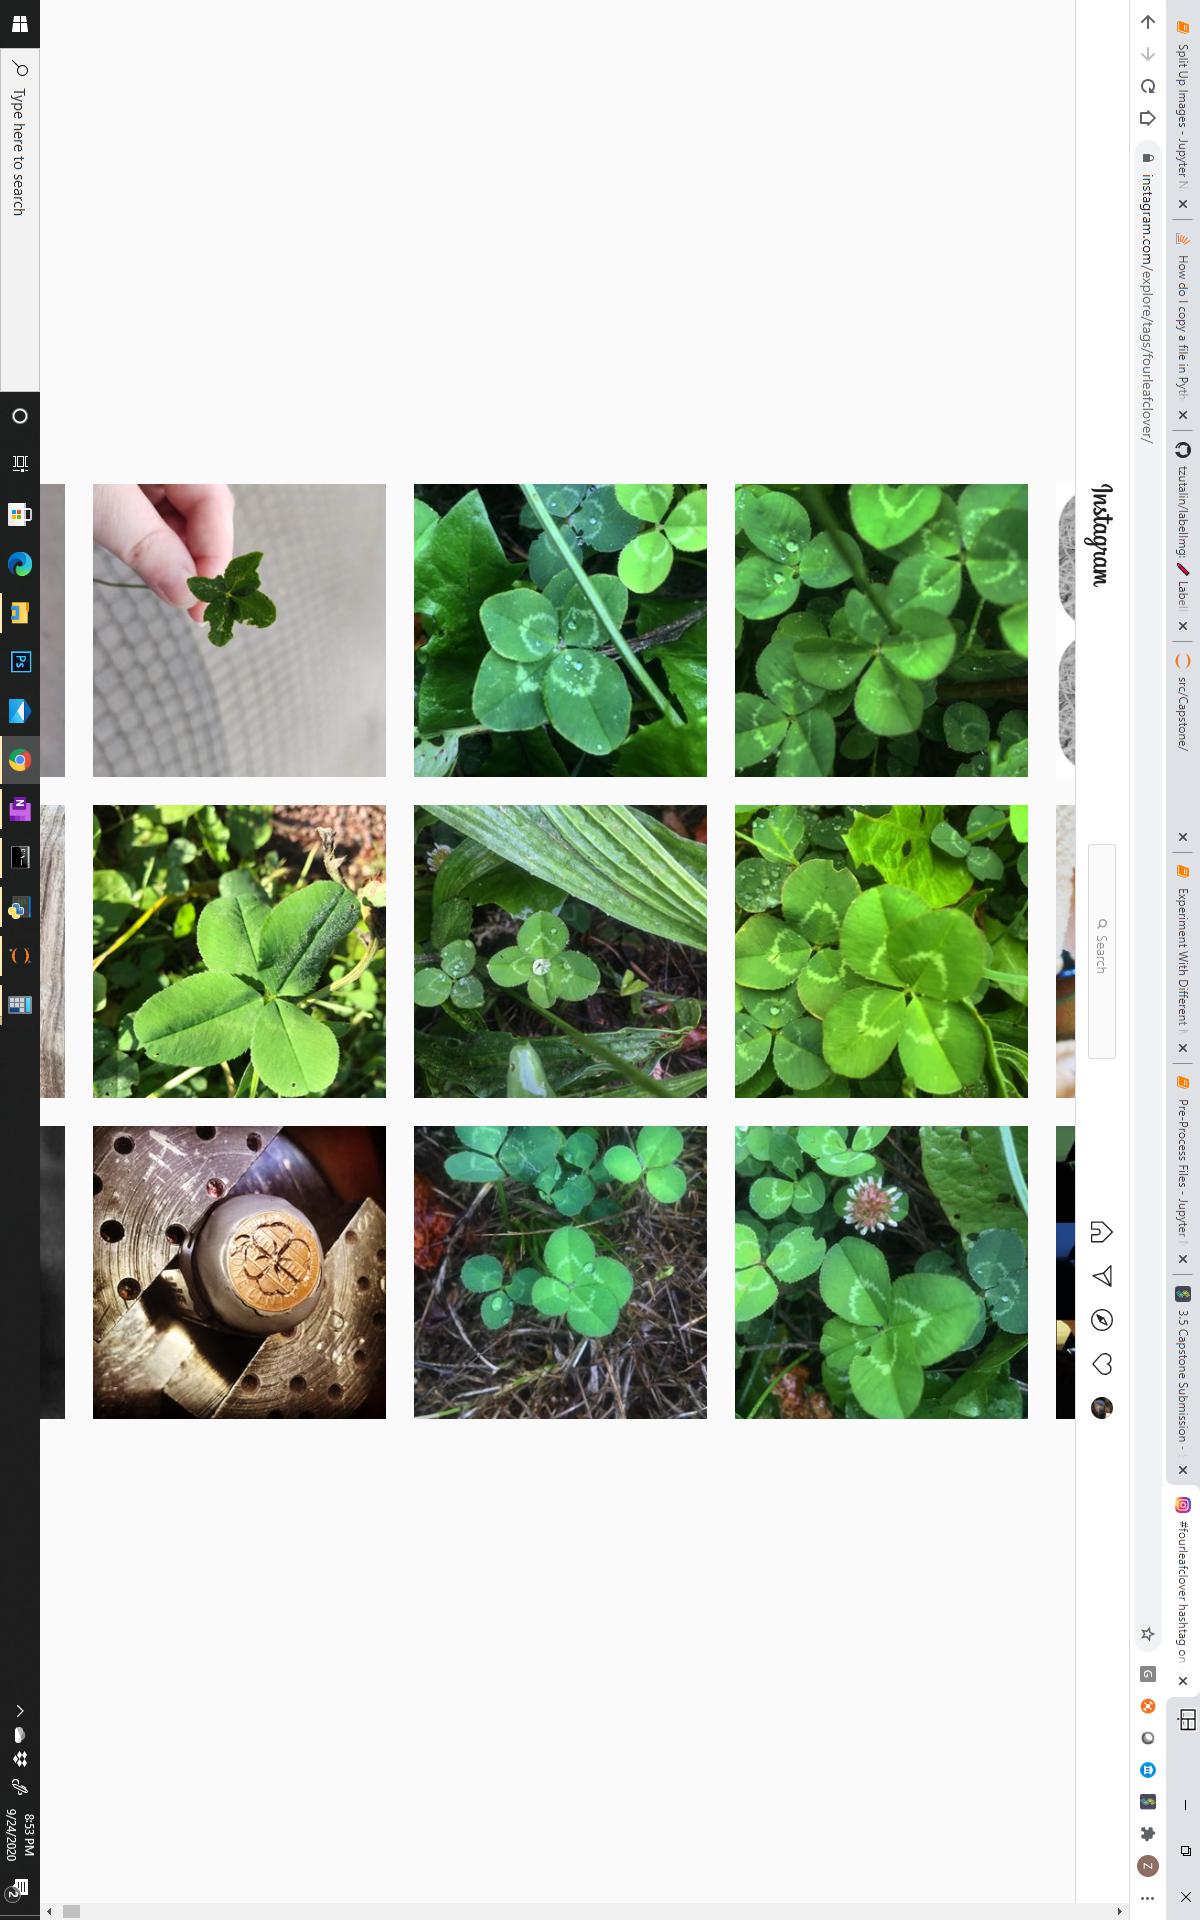 Split Up Images - Jupyter N
How do I copy a file in Pyth
tzutalin/labelImg: Label
src/Capstone/
Experiment With Different
Pre-Process Files - Jupyter
3.5 Capstone Submission -
#fourleafclover hashtag on
instagram.com/explore/tags/fourleafclover/
G
Z
Instagram
Search
Type here to search
Ps
N
8:53 PM
9/24/2020
2